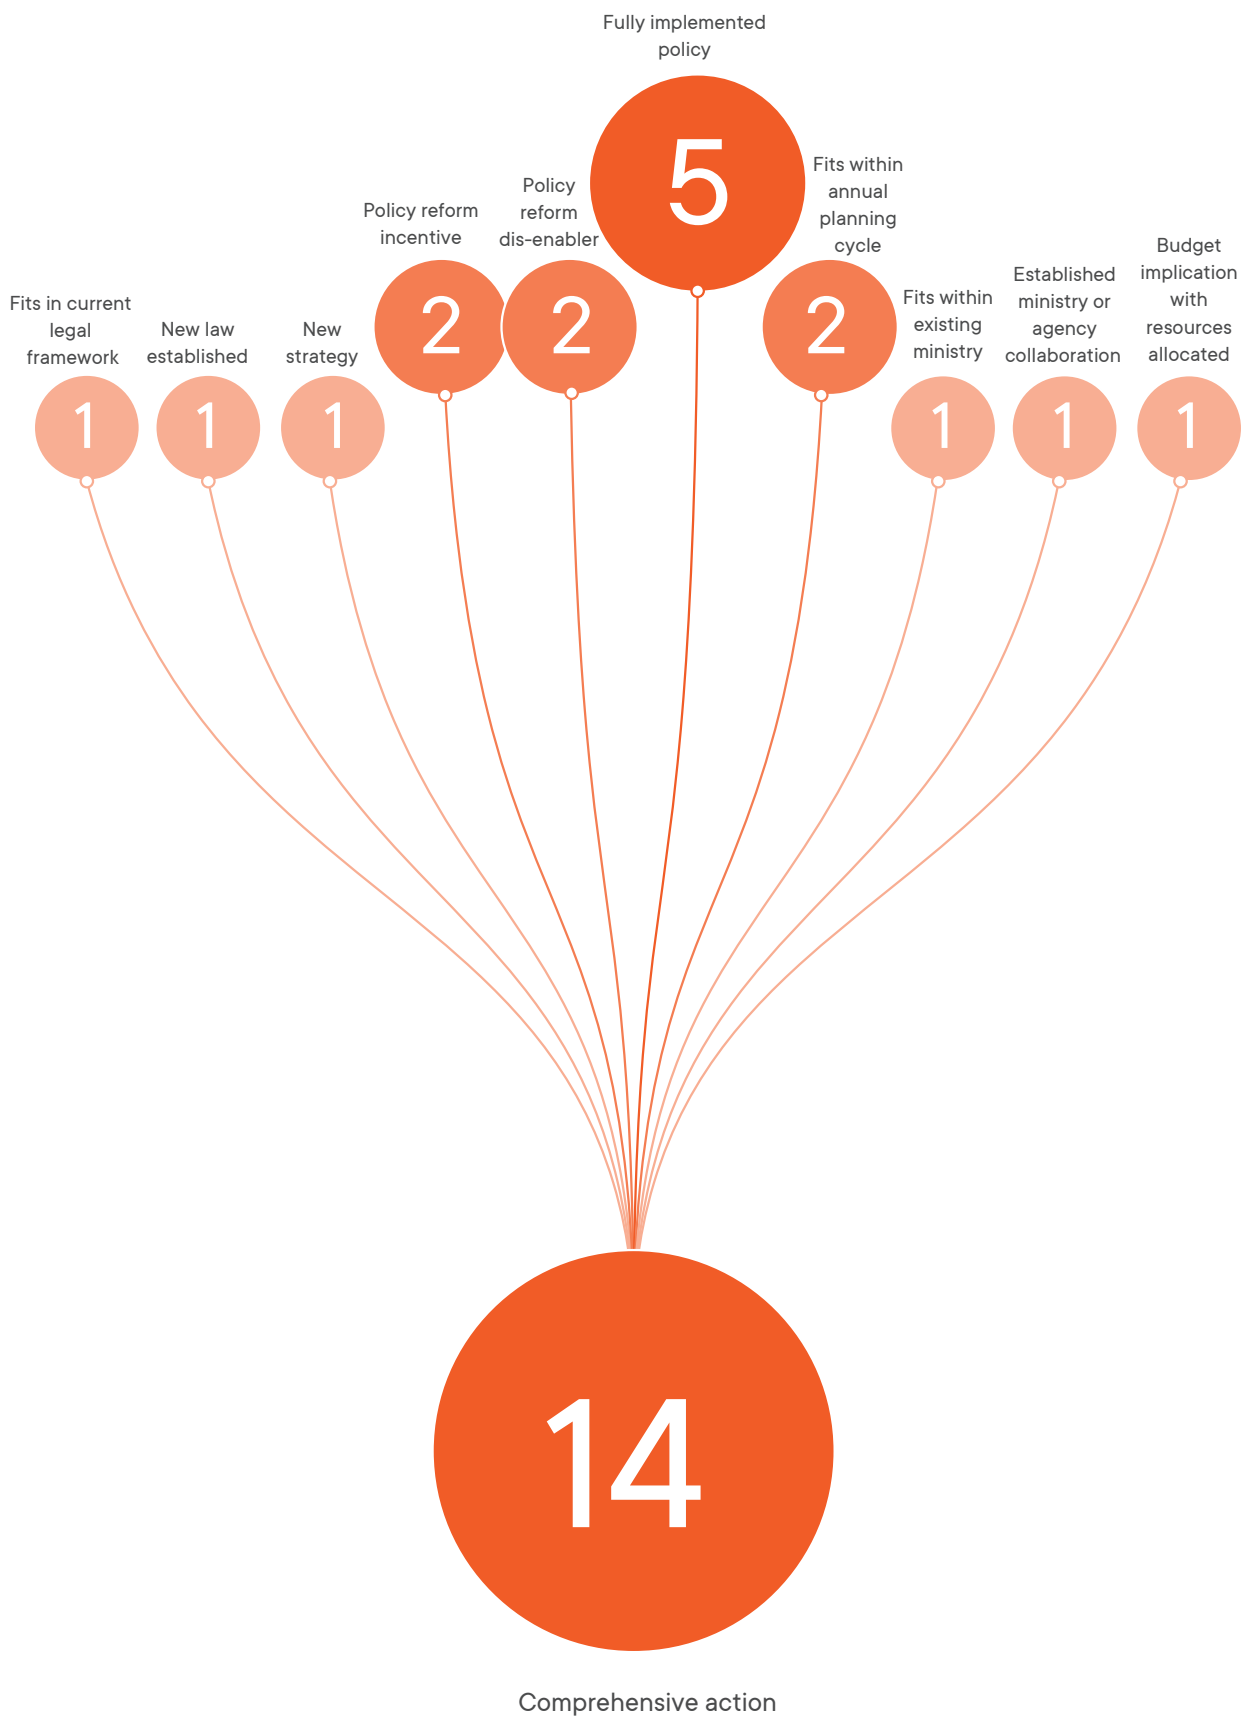 Fully implemented
policy
5
Fits within
annual
planning
cycle
2
Policy
reform
dis-enabler
2
Policy reform
incentive
2
Fits in current
legal
framework
1
New law
established
1
New
strategy
1
Fits within
existing
ministry
1
Established
ministry or
agency
collaboration
1
Budget
implication
with
resources
allocated
1
14
Comprehensive action